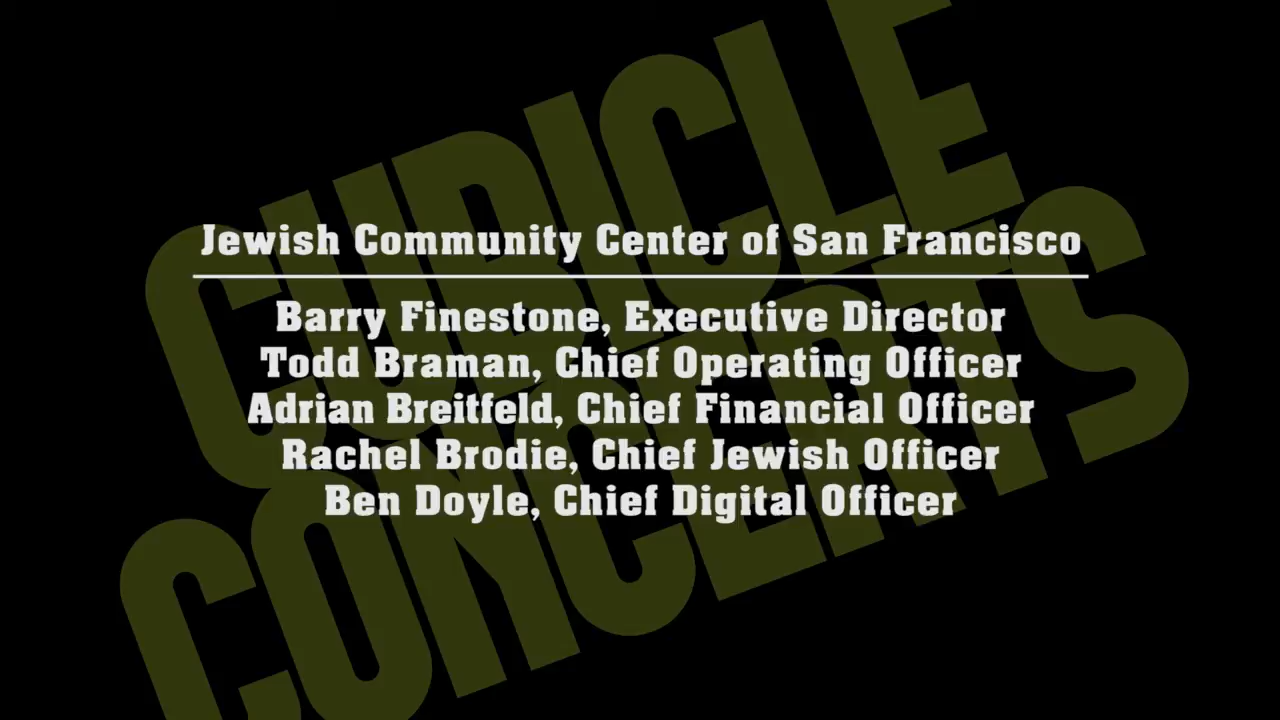 CUBICLE
CONCERTS
Jewish Community Center of San Francisco
Barry Finestone, Executive Director
Todd Braman, Chief Operating Officer
Adrian Breitfeld, Chief Financial Officer
Rachel Brodie, Chief Jewish Officer
Ben Doyle, Chief Digital Officer